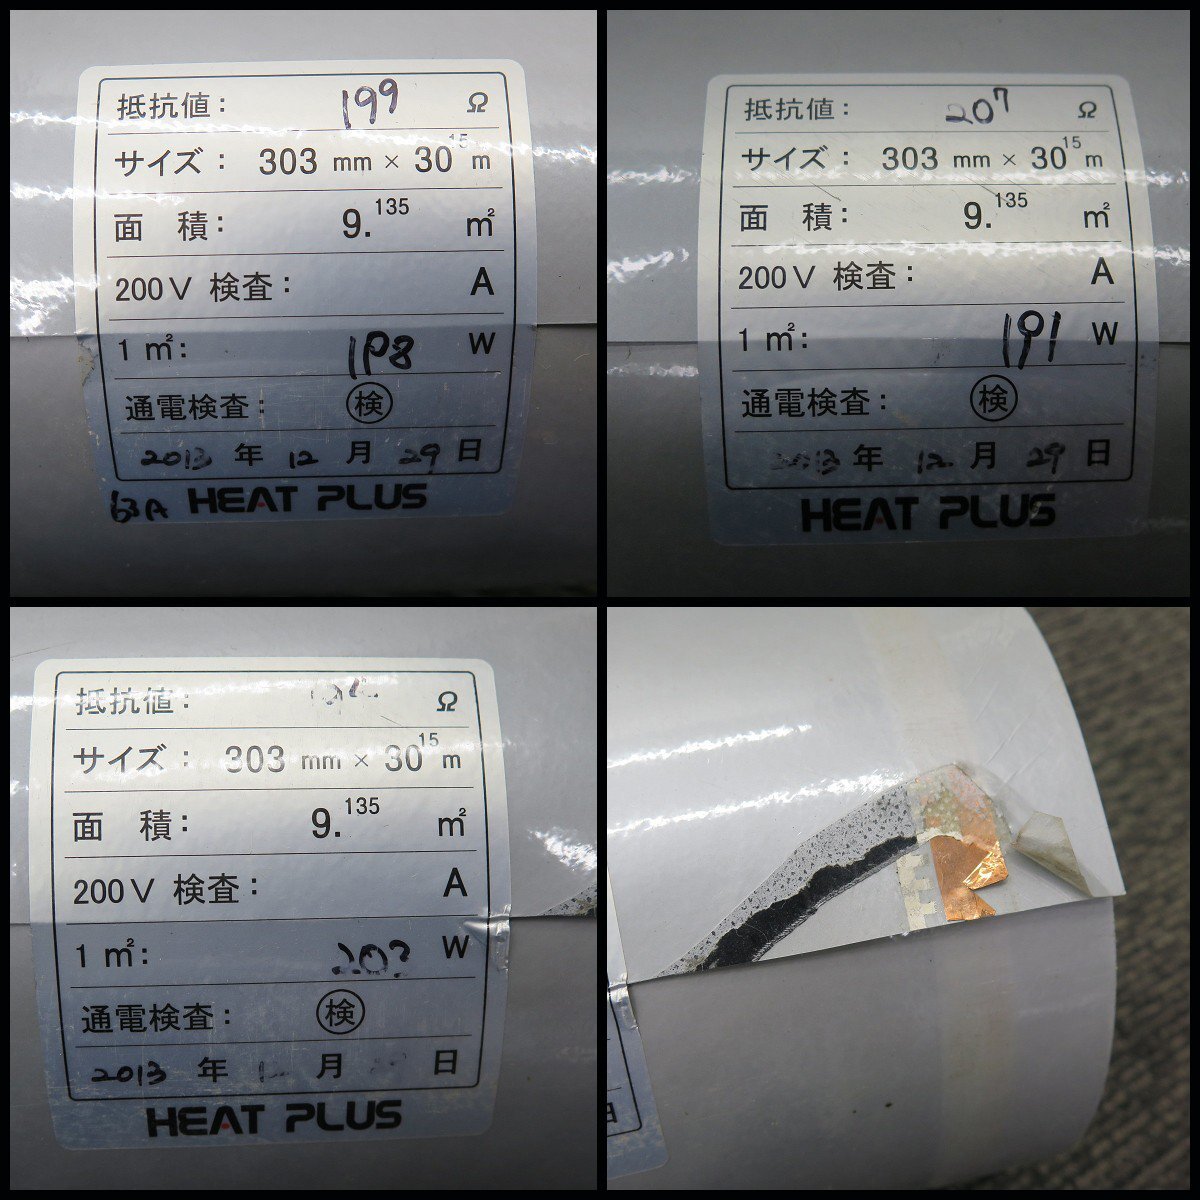 抵抗値: 199 Ω
サイズ: 303 mm × 30 15 m
面 積: 9.135 ㎡
200V 検査: A
1 ㎡: 198 W
通電検査: 検
2013 年 12 月 29 日
63A HEAT PLUS
抵抗値: 207 Ω
サイズ: 303 mm × 30 15 m
面 積: 9.135 ㎡
200V 検査: A
1 ㎡: 191 W
通電検査: 検
2013 年 12 月 29 日
HEAT PLUS
抵抗値: Ω
サイズ: 303 mm × 30 15 m
面 積: 9.135 ㎡
200V 検査: A
1 ㎡: W
通電検査: 検
2013 年 月 日
HEAT PLUS
日